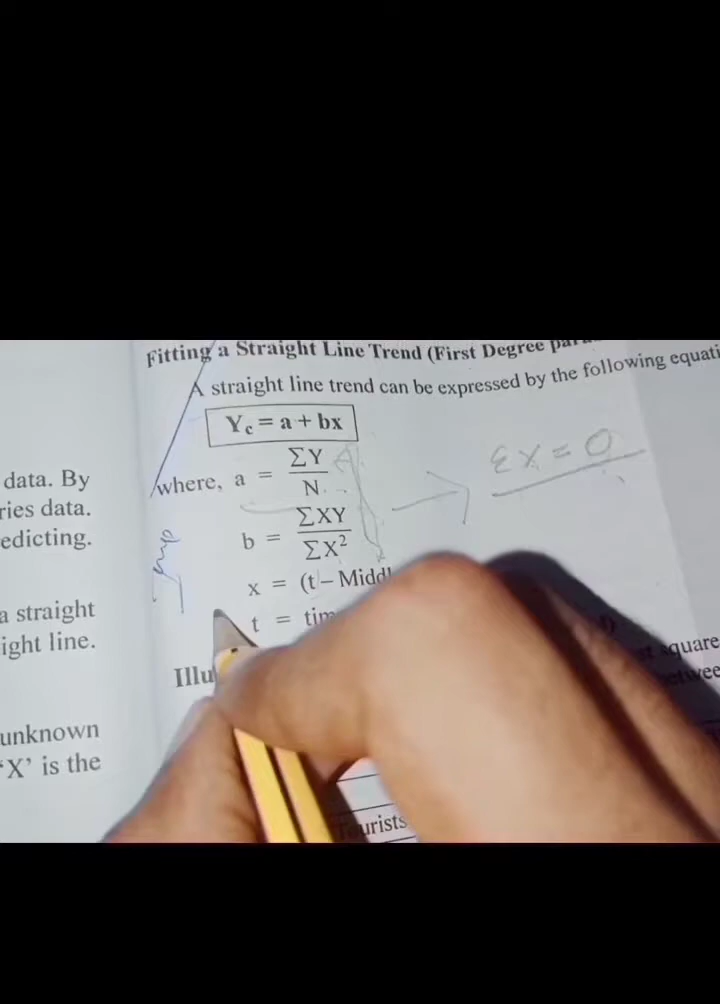 Fitting a Straight Line Trend (First Degree
A straight line trend can be expressed by the following equati
Yc = a + bx
where, a = ΣY / N
ΣX = 0
b = ΣXY / ΣX²
x = (t – Middl
t = tim
Illu
square
etwee
Tourists
data. By
ries data.
edicting.
a straight
ight line.
unknown
'X' is the